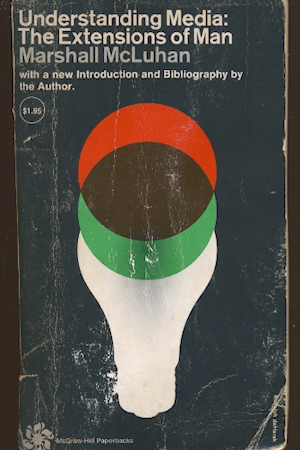 Understanding Media:
The Extensions of Man
Marshall McLuhan
with a new Introduction and Bibliography by
the Author.
$1.95
McGraw-Hill Paperbacks